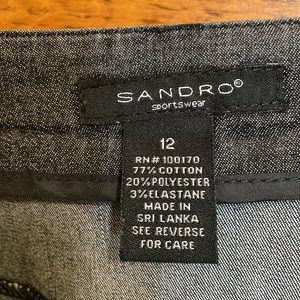 SANDRO®
sportswear
12
RN# 100170
77% COTTON
20% POLYESTER
3% ELASTANE
MADE IN
SRI LANKA
SEE REVERSE
FOR CARE